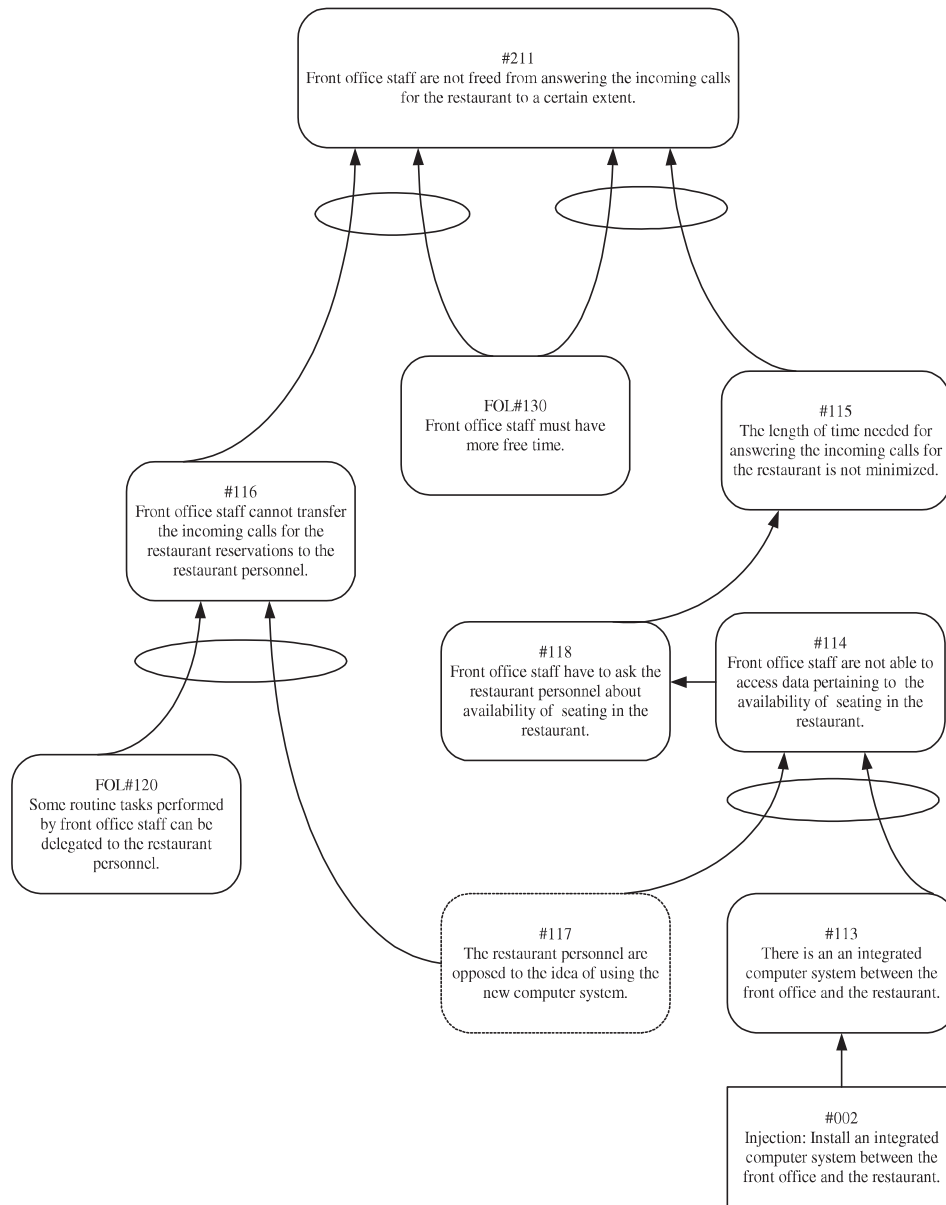 #211
Front office staff are not freed from answering the incoming calls
for the restaurant to a certain extent.
FOL#130
Front office staff must have
more free time.
#115
The length of time needed for
answering the incoming calls for
the restaurant is not minimized.
#116
Front office staff cannot transfer
the incoming calls for the
restaurant reservations to the
restaurant personnel.
#118
Front office staff have to ask the
restaurant personnel about
availability of seating in the
restaurant.
#114
Front office staff are not able to
access data pertaining to the
availability of seating in the
restaurant.
FOL#120
Some routine tasks performed
by front office staff can be
delegated to the restaurant
personnel.
#117
The restaurant personnel are
opposed to the idea of using the
new computer system.
#113
There is an an integrated
computer system between the
front office and the restaurant.
#002
Injection: Install an integrated
computer system between the
front office and the restaurant.